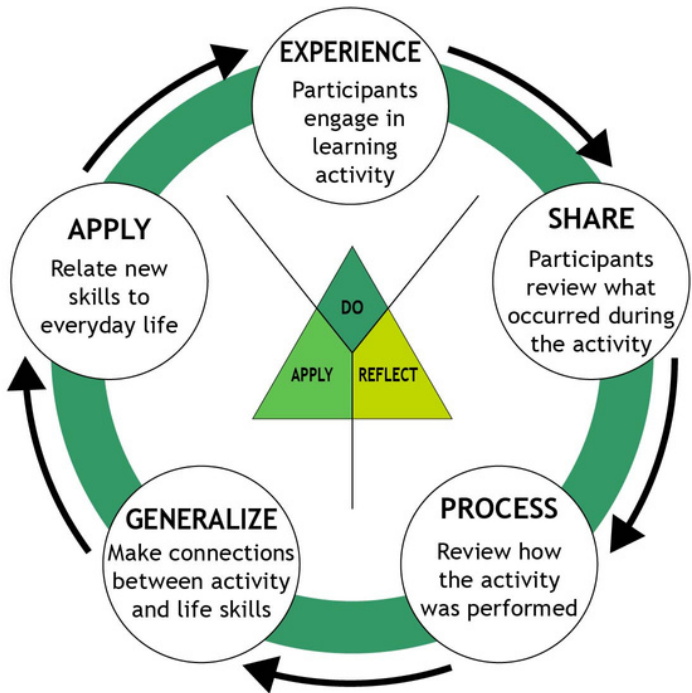 EXPERIENCE
Participants
engage in
learning
activity
SHARE
Participants
review what
occurred during
the activity
PROCESS
Review how
the activity
was performed
GENERALIZE
Make connections
between activity
and life skills
APPLY
Relate new
skills to
everyday life
DO
APPLY
REFLECT